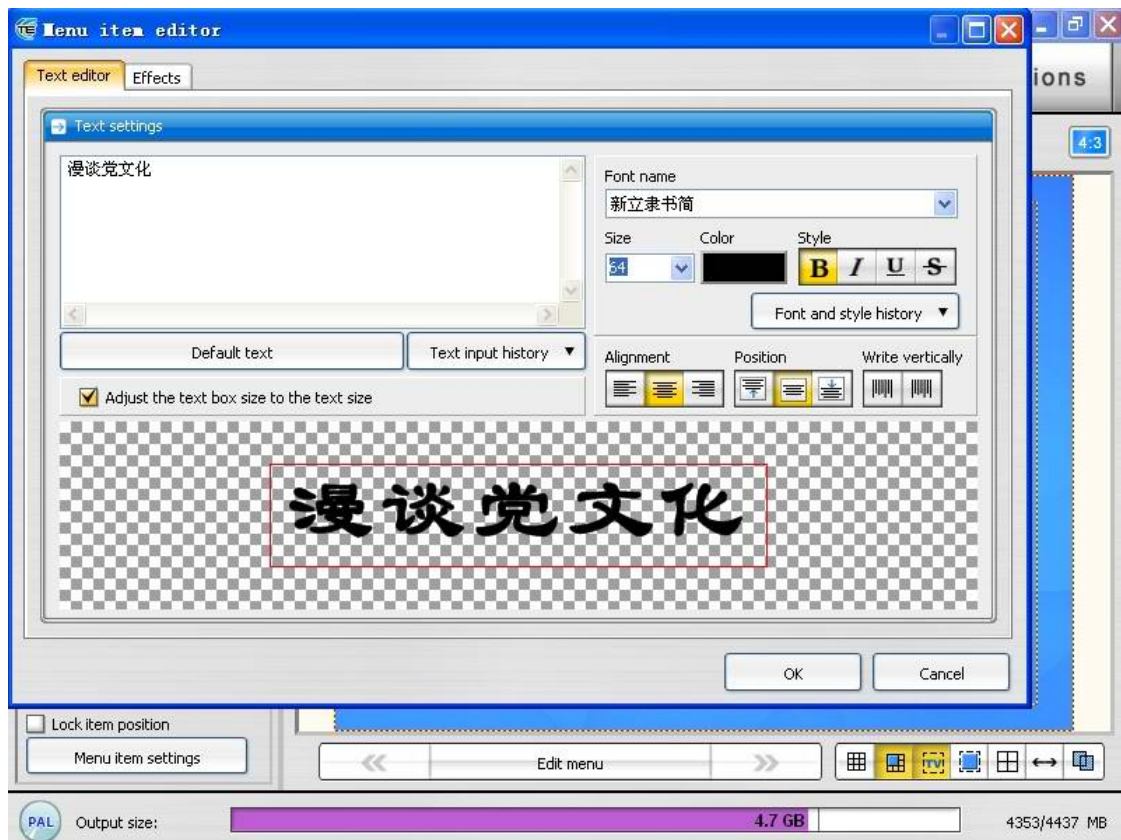 Menu item editor
Text editor
Effects
ions
Text settings
4:3
漫谈党文化
Font name
新立隶书简
Size
Color
Style
64
B I U S
Font and style history
Default text
Text input history
Alignment
Position
Write vertically
Adjust the text box size to the text size
漫谈党文化
OK
Cancel
Lock item position
Menu item settings
Edit menu
TV
PAL
Output size:
4.7 GB
4353/4437 MB